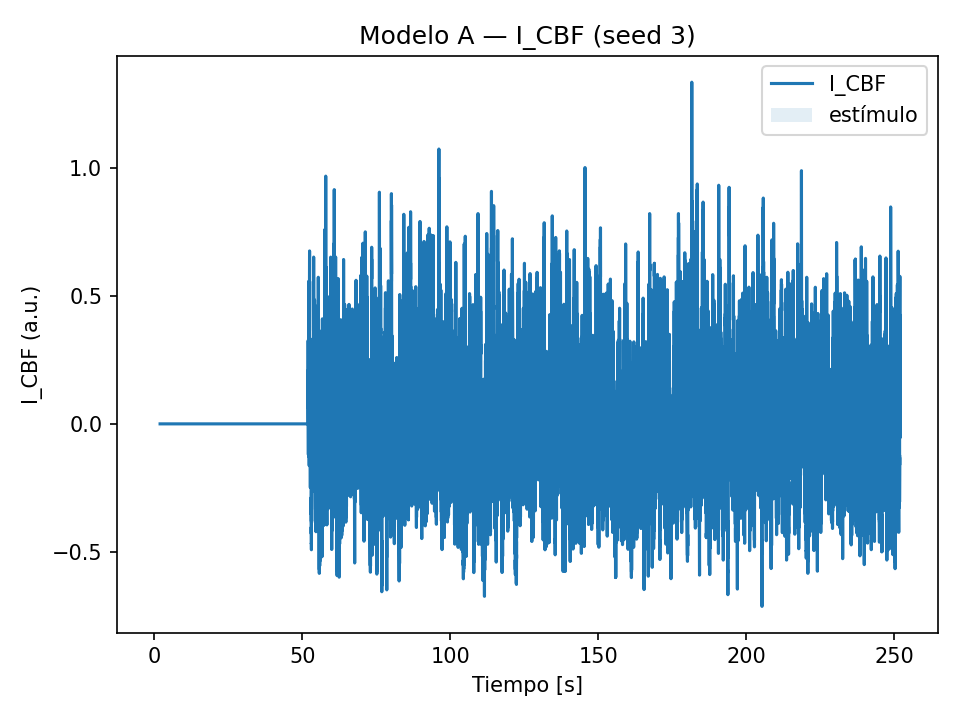 Modelo A — I_CBF (seed 3)
I_CBF
estímulo
1.0
0.5
0.0
−0.5
I_CBF (a.u.)
0 50 100 150 200 250
Tiempo [s]